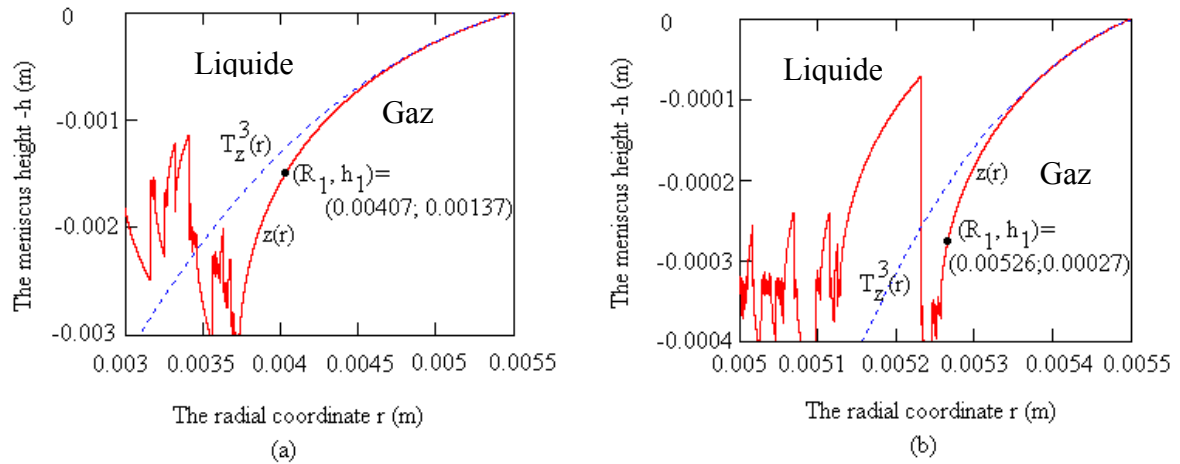 The meniscus height -h (m)
0
-0.001
-0.002
-0.003
Liquide
Gaz
T_z^3(r)
(R_1, h_1)=
(0.00407; 0.00137)
z(r)
0.003 0.0035 0.004 0.0045 0.005 0.0055
The radial coordinate r (m)
(a)
The meniscus height -h (m)
0
-0.0001
-0.0002
-0.0003
-0.0004
Liquide
Gaz
z(r)
(R_1, h_1)=
(0.00526;0.00027)
T_z^3(r)
0.005 0.0051 0.0052 0.0053 0.0054 0.0055
The radial coordinate r (m)
(b)